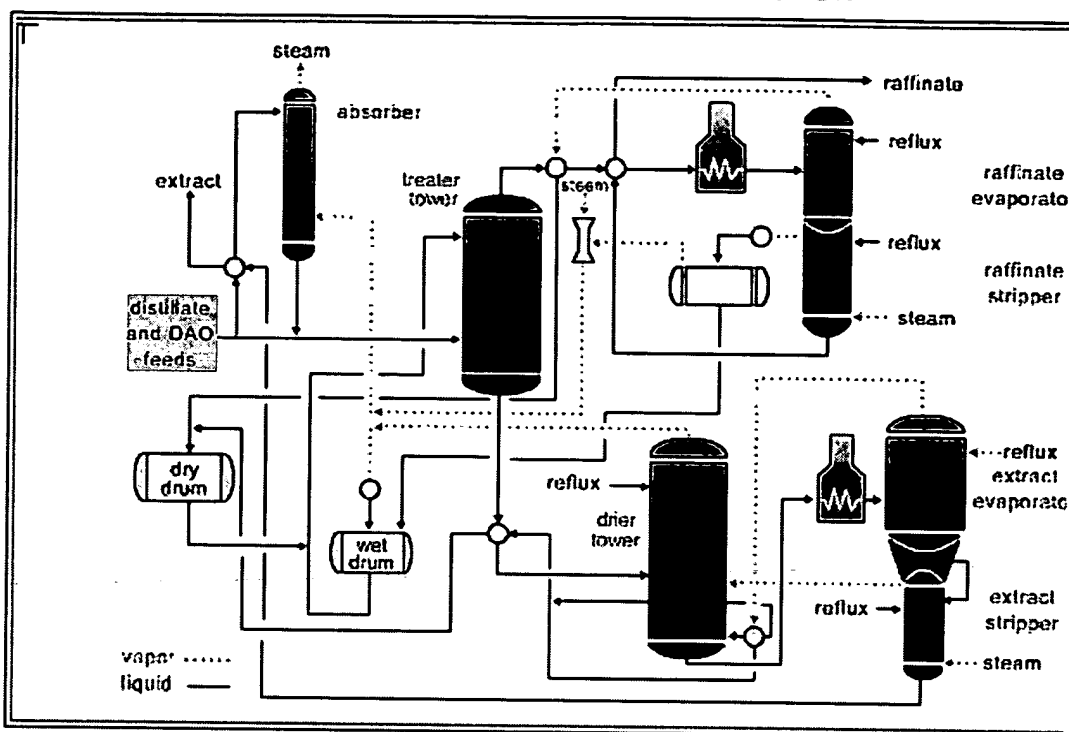 steam
absorber
raffinate
reflux
extract
treater
tower
steam
raffinate
evaporato
reflux
raffinate
stripper
distillate
and DAO
feeds
steam
dry
drum
reflux
reflux
extract
evaporato
drier
tower
wet
drum
reflux
extract
stripper
steam
vapor
liquid